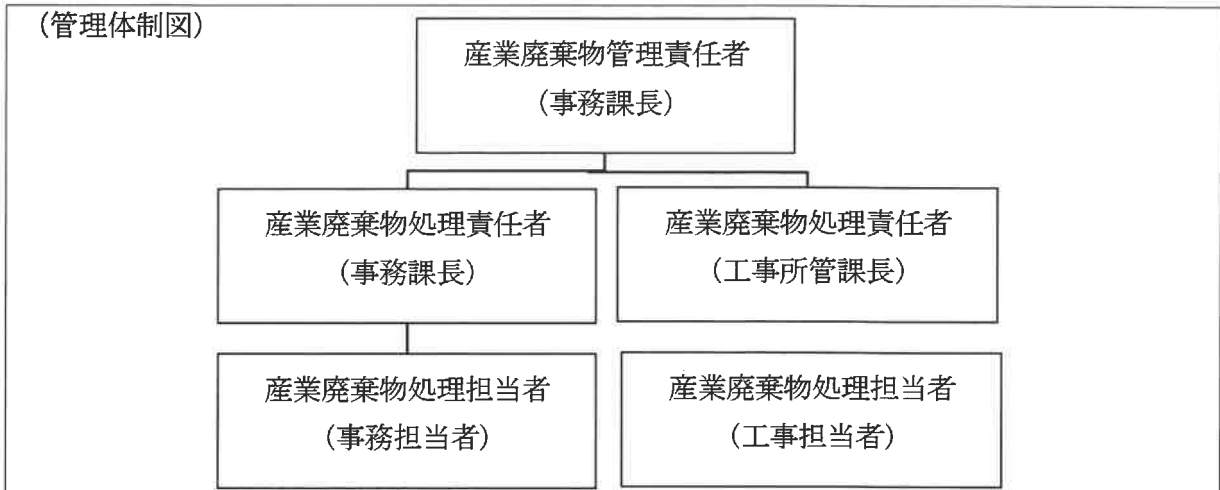 （管理体制図）
産業廃棄物管理責任者
（事務課長）
産業廃棄物処理責任者
（事務課長）
産業廃棄物処理責任者
（工事所管課長）
産業廃棄物処理担当者
（事務担当者）
産業廃棄物処理担当者
（工事担当者）